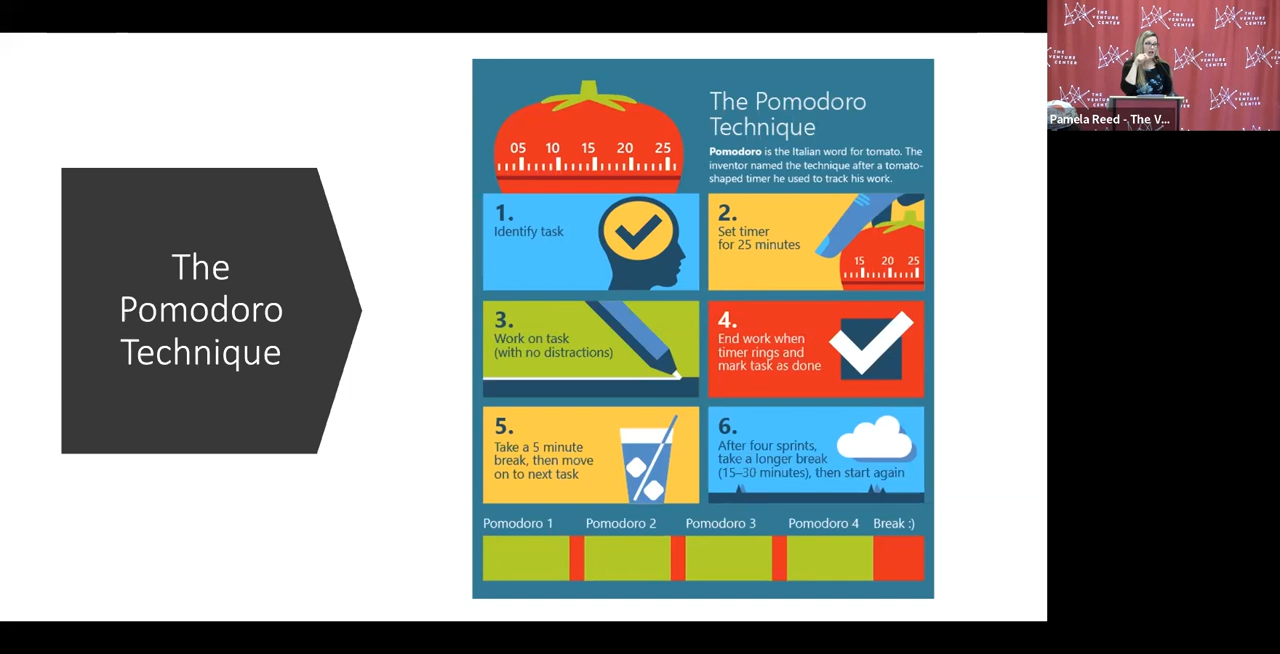 The
Pomodoro
Technique
05 10 15 20 25
The Pomodoro
Technique
Pomodoro is the Italian word for tomato. The
inventor named the technique after a tomato-
shaped timer he used to track his work.
1.
Identify task
2.
Set timer
for 25 minutes
15 20 25
3.
Work on task
(with no distractions)
4.
End work when
timer rings and
mark task as done
5.
Take a 5 minute
break, then move
on to next task
6.
After four sprints,
take a longer break
(15–30 minutes), then start again
Pomodoro 1 Pomodoro 2 Pomodoro 3 Pomodoro 4 Break :)
THE
VENTURE
CENTER
Pamela Reed - The V...